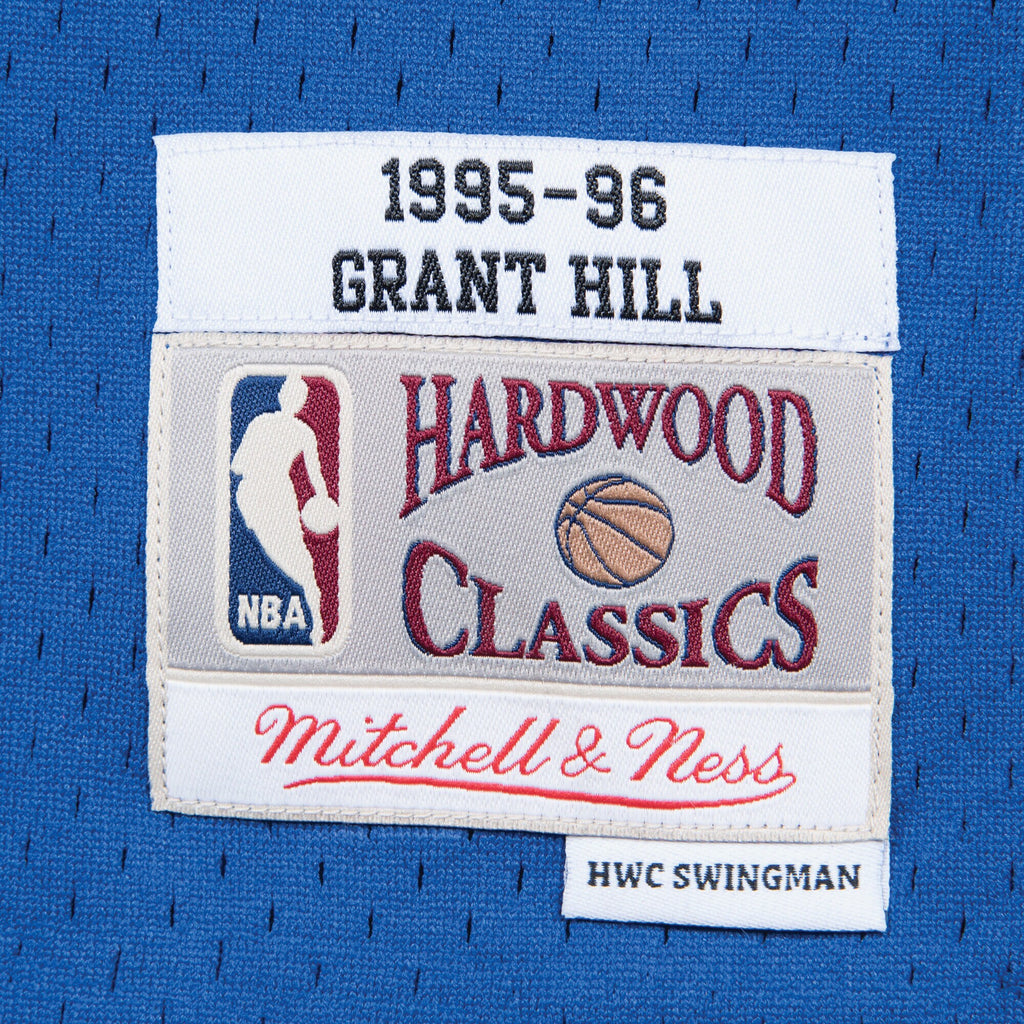 1995-96
GRANT HILL
HARDWOOD
CLASSICS
NBA
Mitchell & Ness
HWC SWINGMAN